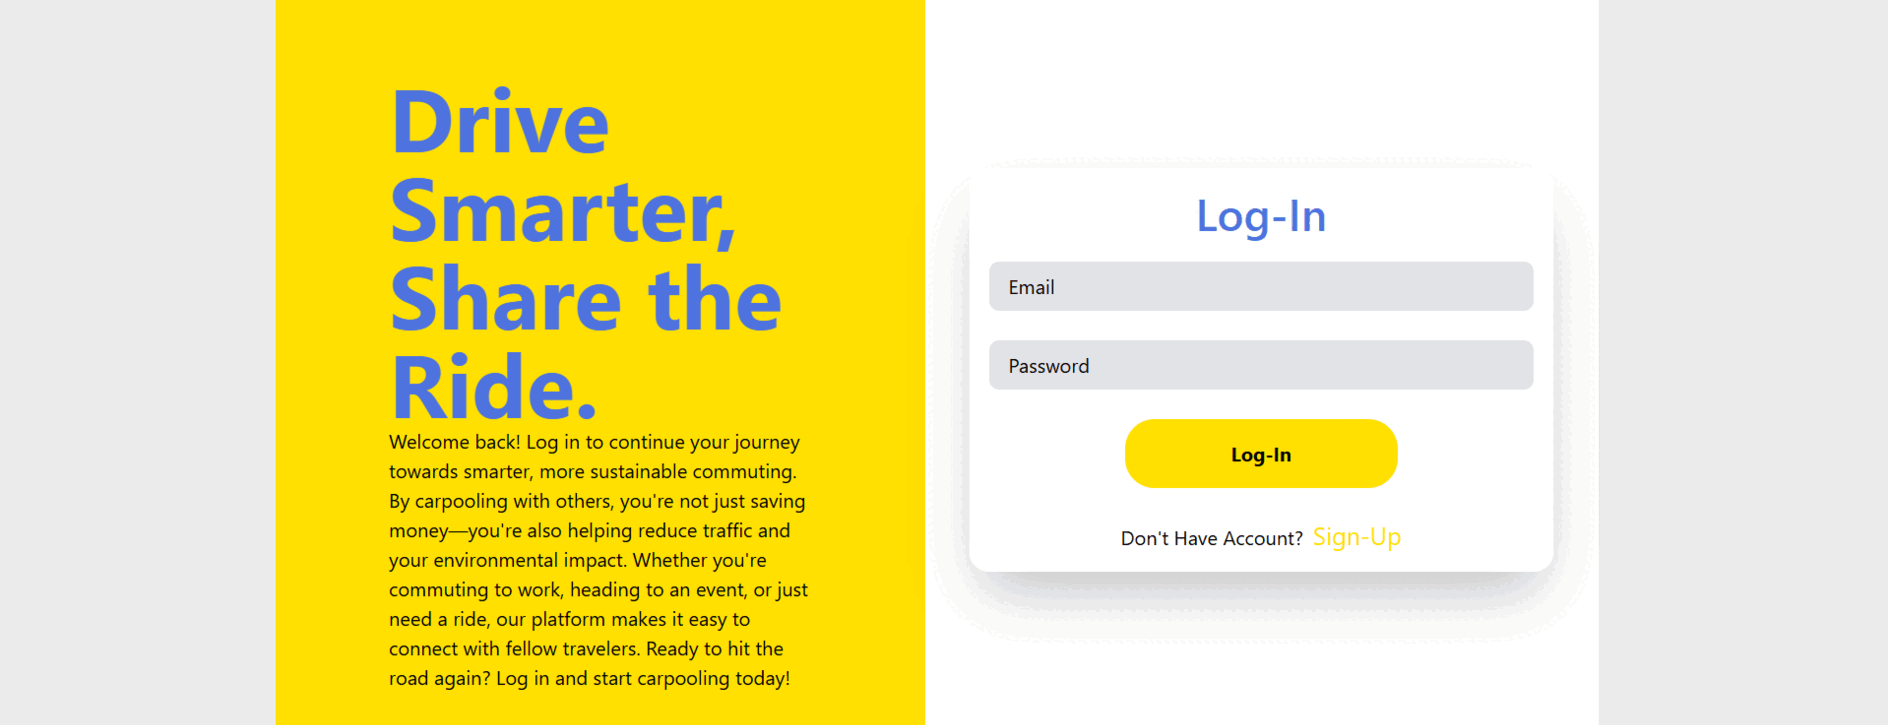 Drive
Smarter,
Share the
Ride.
Welcome back! Log in to continue your journey
towards smarter, more sustainable commuting.
By carpooling with others, you're not just saving
money—you're also helping reduce traffic and
your environmental impact. Whether you're
commuting to work, heading to an event, or just
need a ride, our platform makes it easy to
connect with fellow travelers. Ready to hit the
road again? Log in and start carpooling today!
Log-In
Email
Password
Log-In
Don't Have Account? Sign-Up